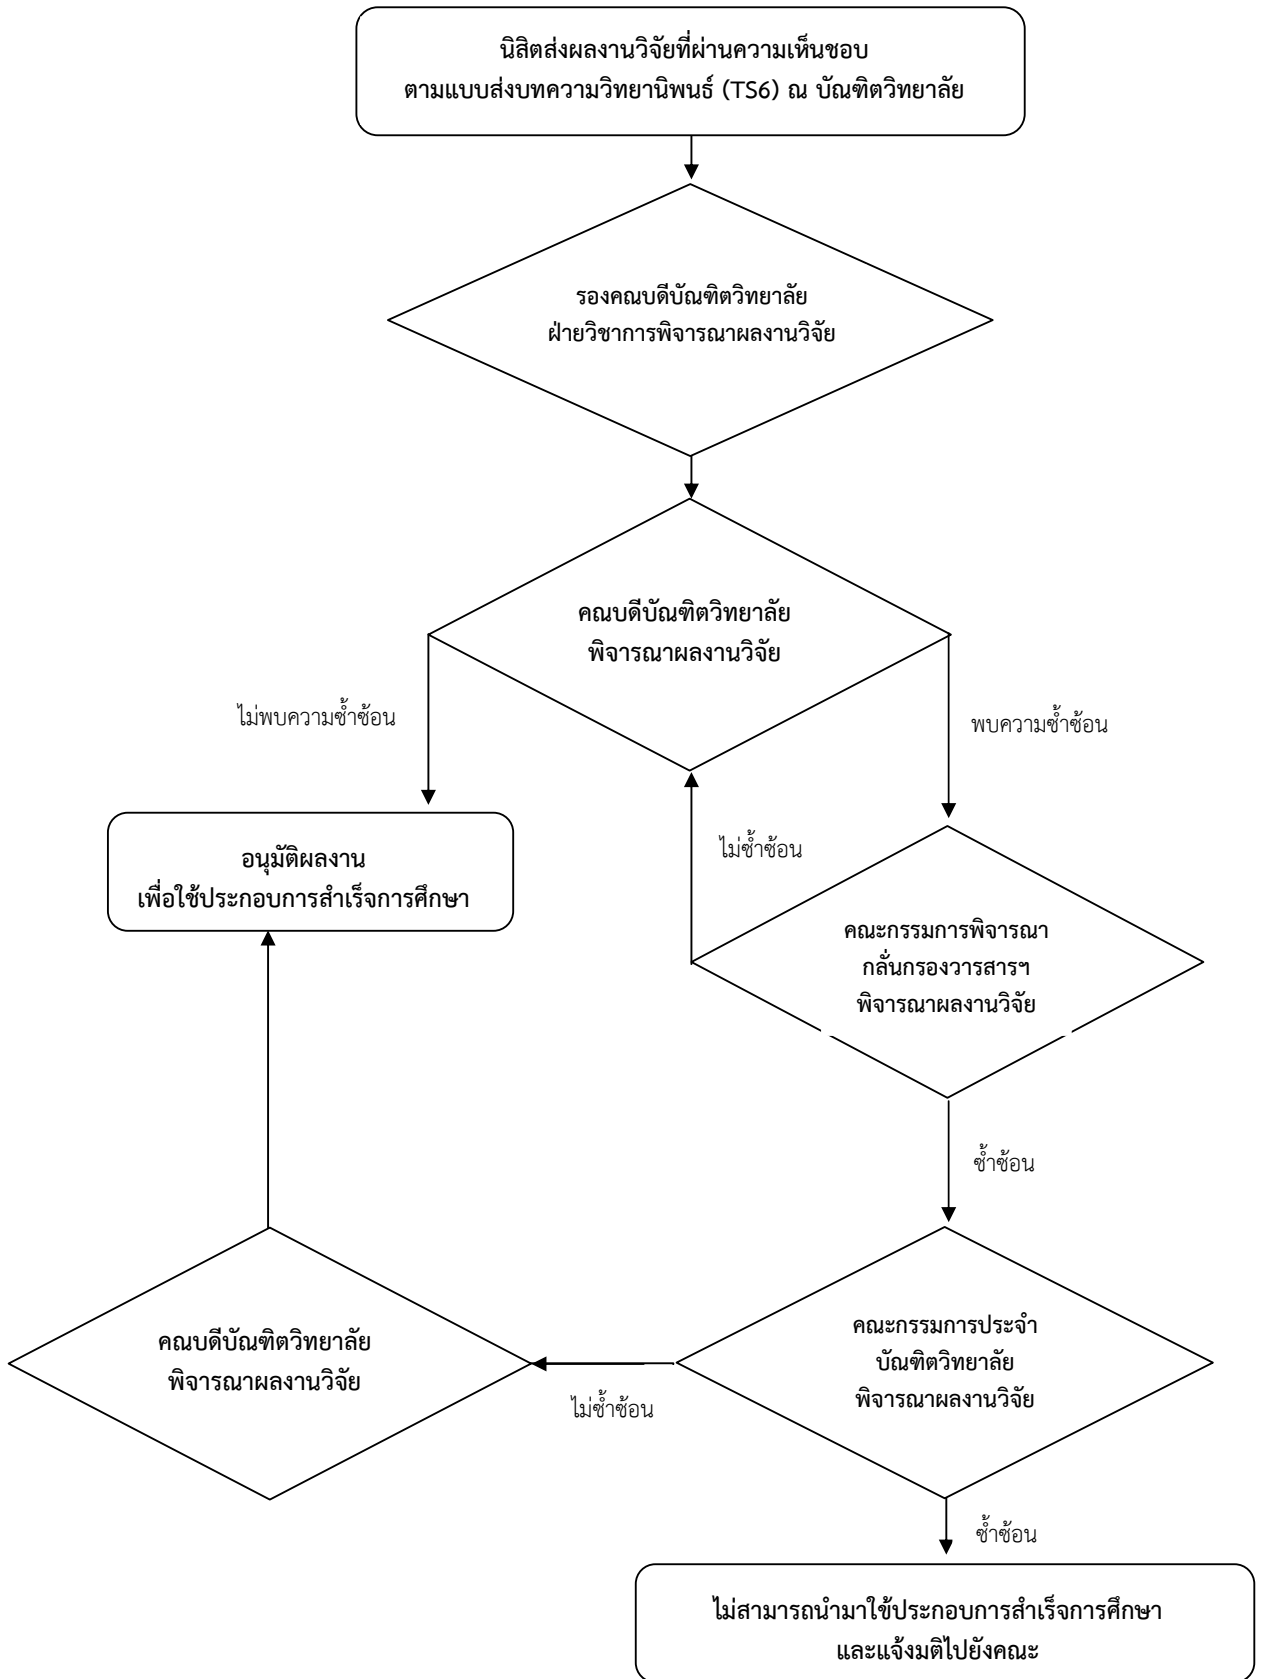 นิสิตส่งผลงานวิจัยที่ผ่านความเห็นชอบ
ตามแบบส่งบทความวิทยานิพนธ์ (TS6) ณ บัณฑิตวิทยาลัย
รองคณบดีบัณฑิตวิทยาลัย
ฝ่ายวิชาการพิจารณาผลงานวิจัย
คณบดีบัณฑิตวิทยาลัย
พิจารณาผลงานวิจัย
ไม่พบความซ้ำซ้อน
พบความซ้ำซ้อน
อนุมัติผลงาน
เพื่อใช้ประกอบการสำเร็จการศึกษา
ไม่ซ้ำซ้อน
คณะกรรมการพิจารณา
กลั่นกรองวารสารฯ
พิจารณาผลงานวิจัย
ซ้ำซ้อน
คณบดีบัณฑิตวิทยาลัย
พิจารณาผลงานวิจัย
ไม่ซ้ำซ้อน
คณะกรรมการประจำ
บัณฑิตวิทยาลัย
พิจารณาผลงานวิจัย
ซ้ำซ้อน
ไม่สามารถนำมาใช้ประกอบการสำเร็จการศึกษา
และแจ้งมติไปยังคณะ